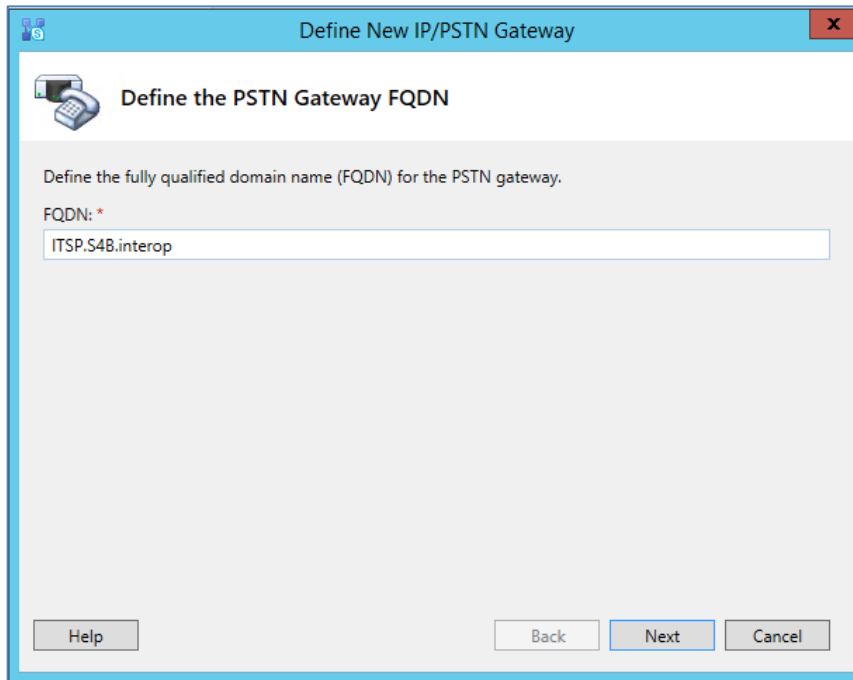 Define New IP/PSTN Gateway
x
Define the PSTN Gateway FQDN
Define the fully qualified domain name (FQDN) for the PSTN gateway.
FQDN: *
ITSP.S4B.interop
Help Back Next Cancel